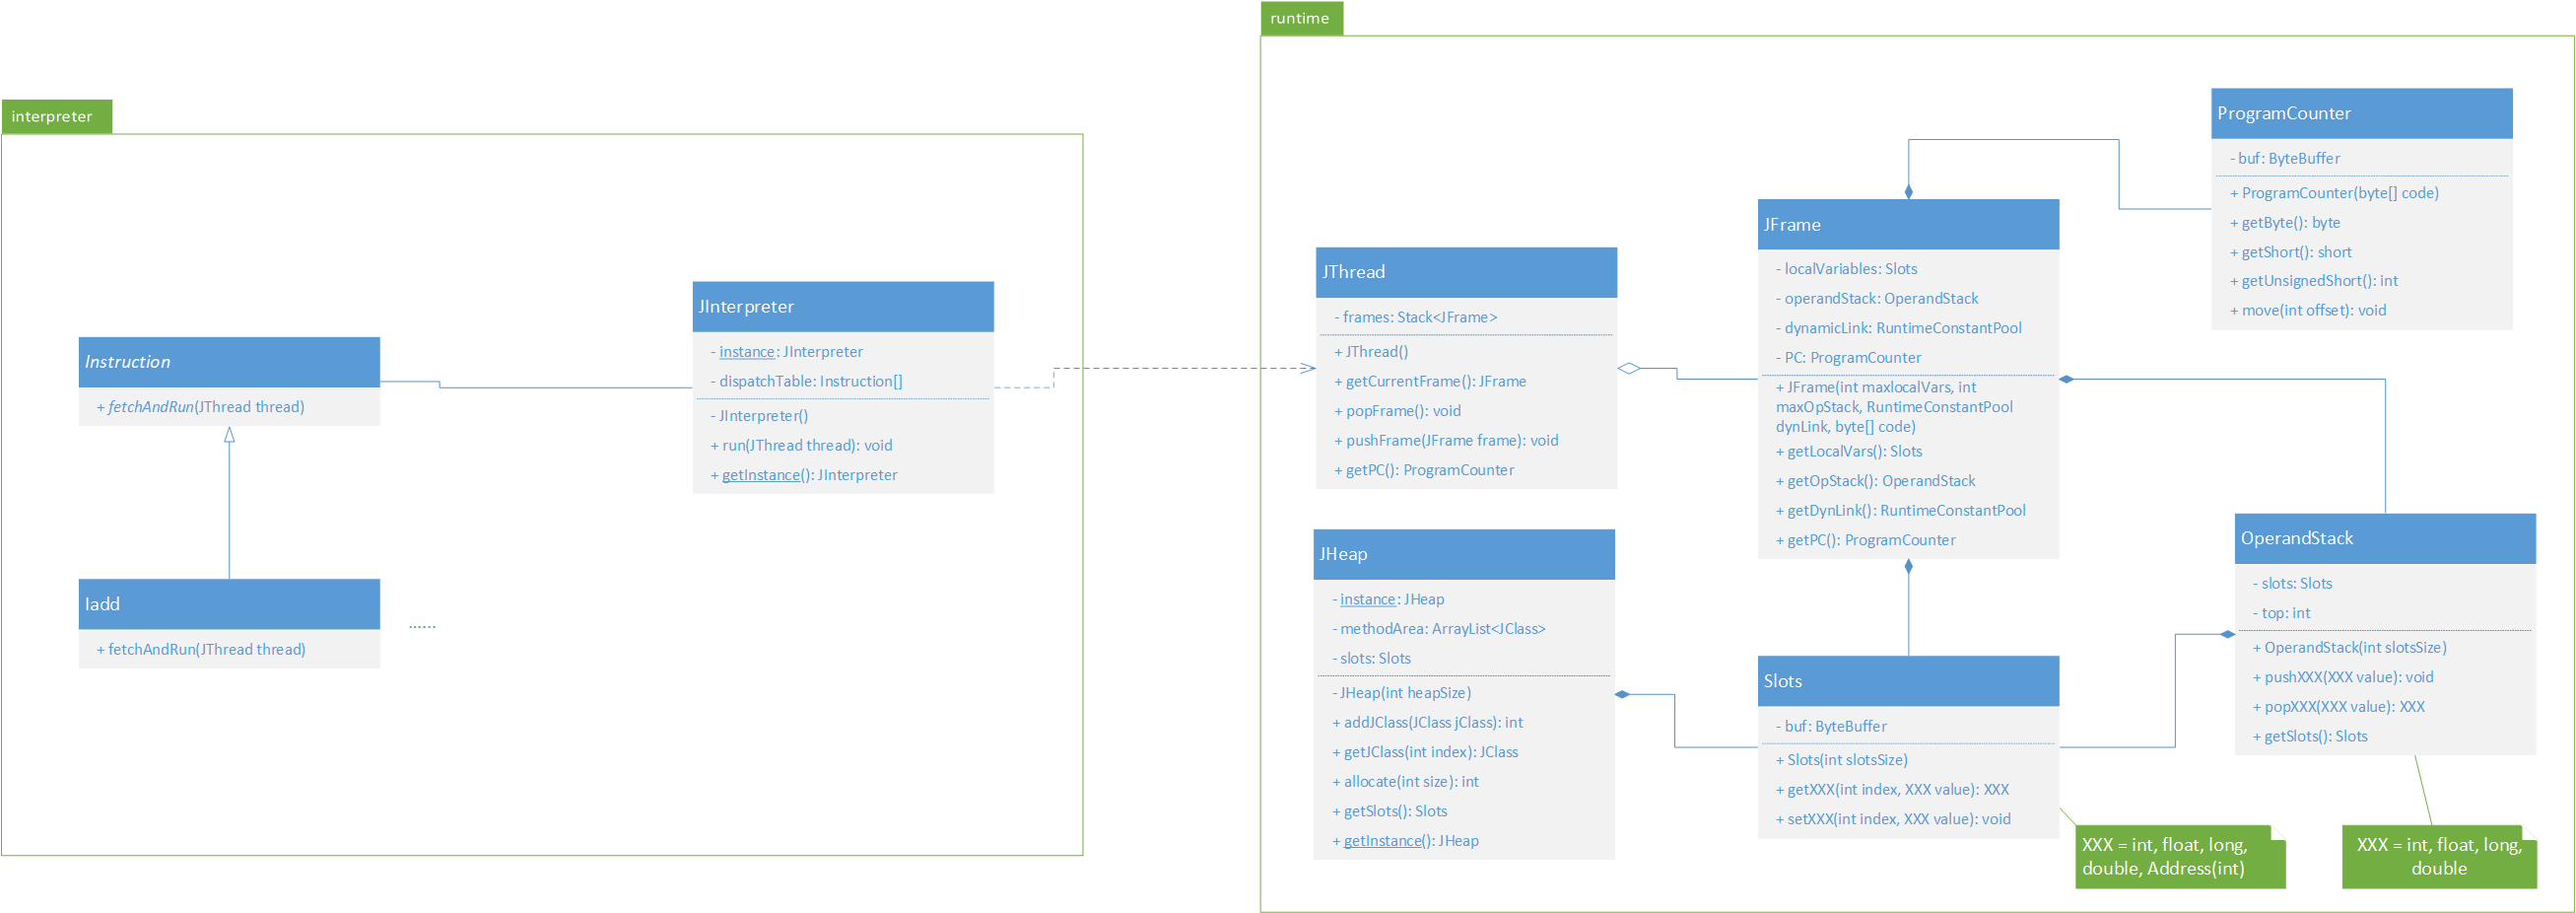 interpreter
Instruction
+ fetchAndRun(JThread thread)
Iadd
+ fetchAndRun(JThread thread)
......
JInterpreter
- instance: JInterpreter
- dispatchTable: Instruction[]
- JInterpreter()
+ run(JThread thread): void
+ getInstance(): JInterpreter
runtime
JThread
- frames: Stack<JFrame>
+ JThread()
+ getCurrentFrame(): JFrame
+ popFrame(): void
+ pushFrame(JFrame frame): void
+ getPC(): ProgramCounter
JHeap
- instance: JHeap
- methodArea: ArrayList<JClass>
- slots: Slots
- JHeap(int heapSize)
+ addJClass(JClass jClass): int
+ getJClass(int index): JClass
+ allocate(int size): int
+ getSlots(): Slots
+ getInstance(): JHeap
JFrame
- localVariables: Slots
- operandStack: OperandStack
- dynamicLink: RuntimeConstantPool
- PC: ProgramCounter
+ JFrame(int maxlocalVars, int
maxOpStack, RuntimeConstantPool
dynLink, byte[] code)
+ getLocalVars(): Slots
+ getOpStack(): OperandStack
+ getDynLink(): RuntimeConstantPool
+ getPC(): ProgramCounter
Slots
- buf: ByteBuffer
+ Slots(int slotsSize)
+ getXXX(int index, XXX value): XXX
+ setXXX(int index, XXX value): void
ProgramCounter
- buf: ByteBuffer
+ ProgramCounter(byte[] code)
+ getByte(): byte
+ getShort(): short
+ getUnsignedShort(): int
+ move(int offset): void
OperandStack
- slots: Slots
- top: int
+ OperandStack(int slotsSize)
+ pushXXX(XXX value): void
+ popXXX(XXX value): XXX
+ getSlots(): Slots
XXX = int, float, long,
double, Address(int)
XXX = int, float, long,
double